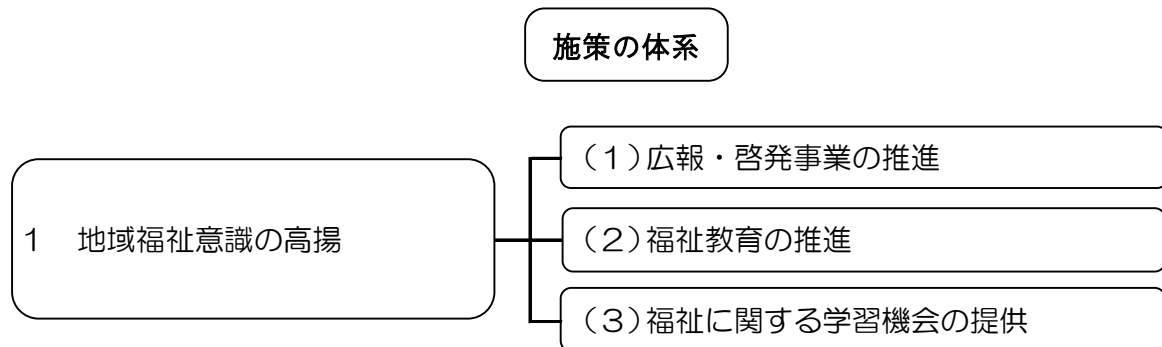 施策の体系
1　地域福祉意識の高揚
（1）広報・啓発事業の推進
（2）福祉教育の推進
（3）福祉に関する学習機会の提供